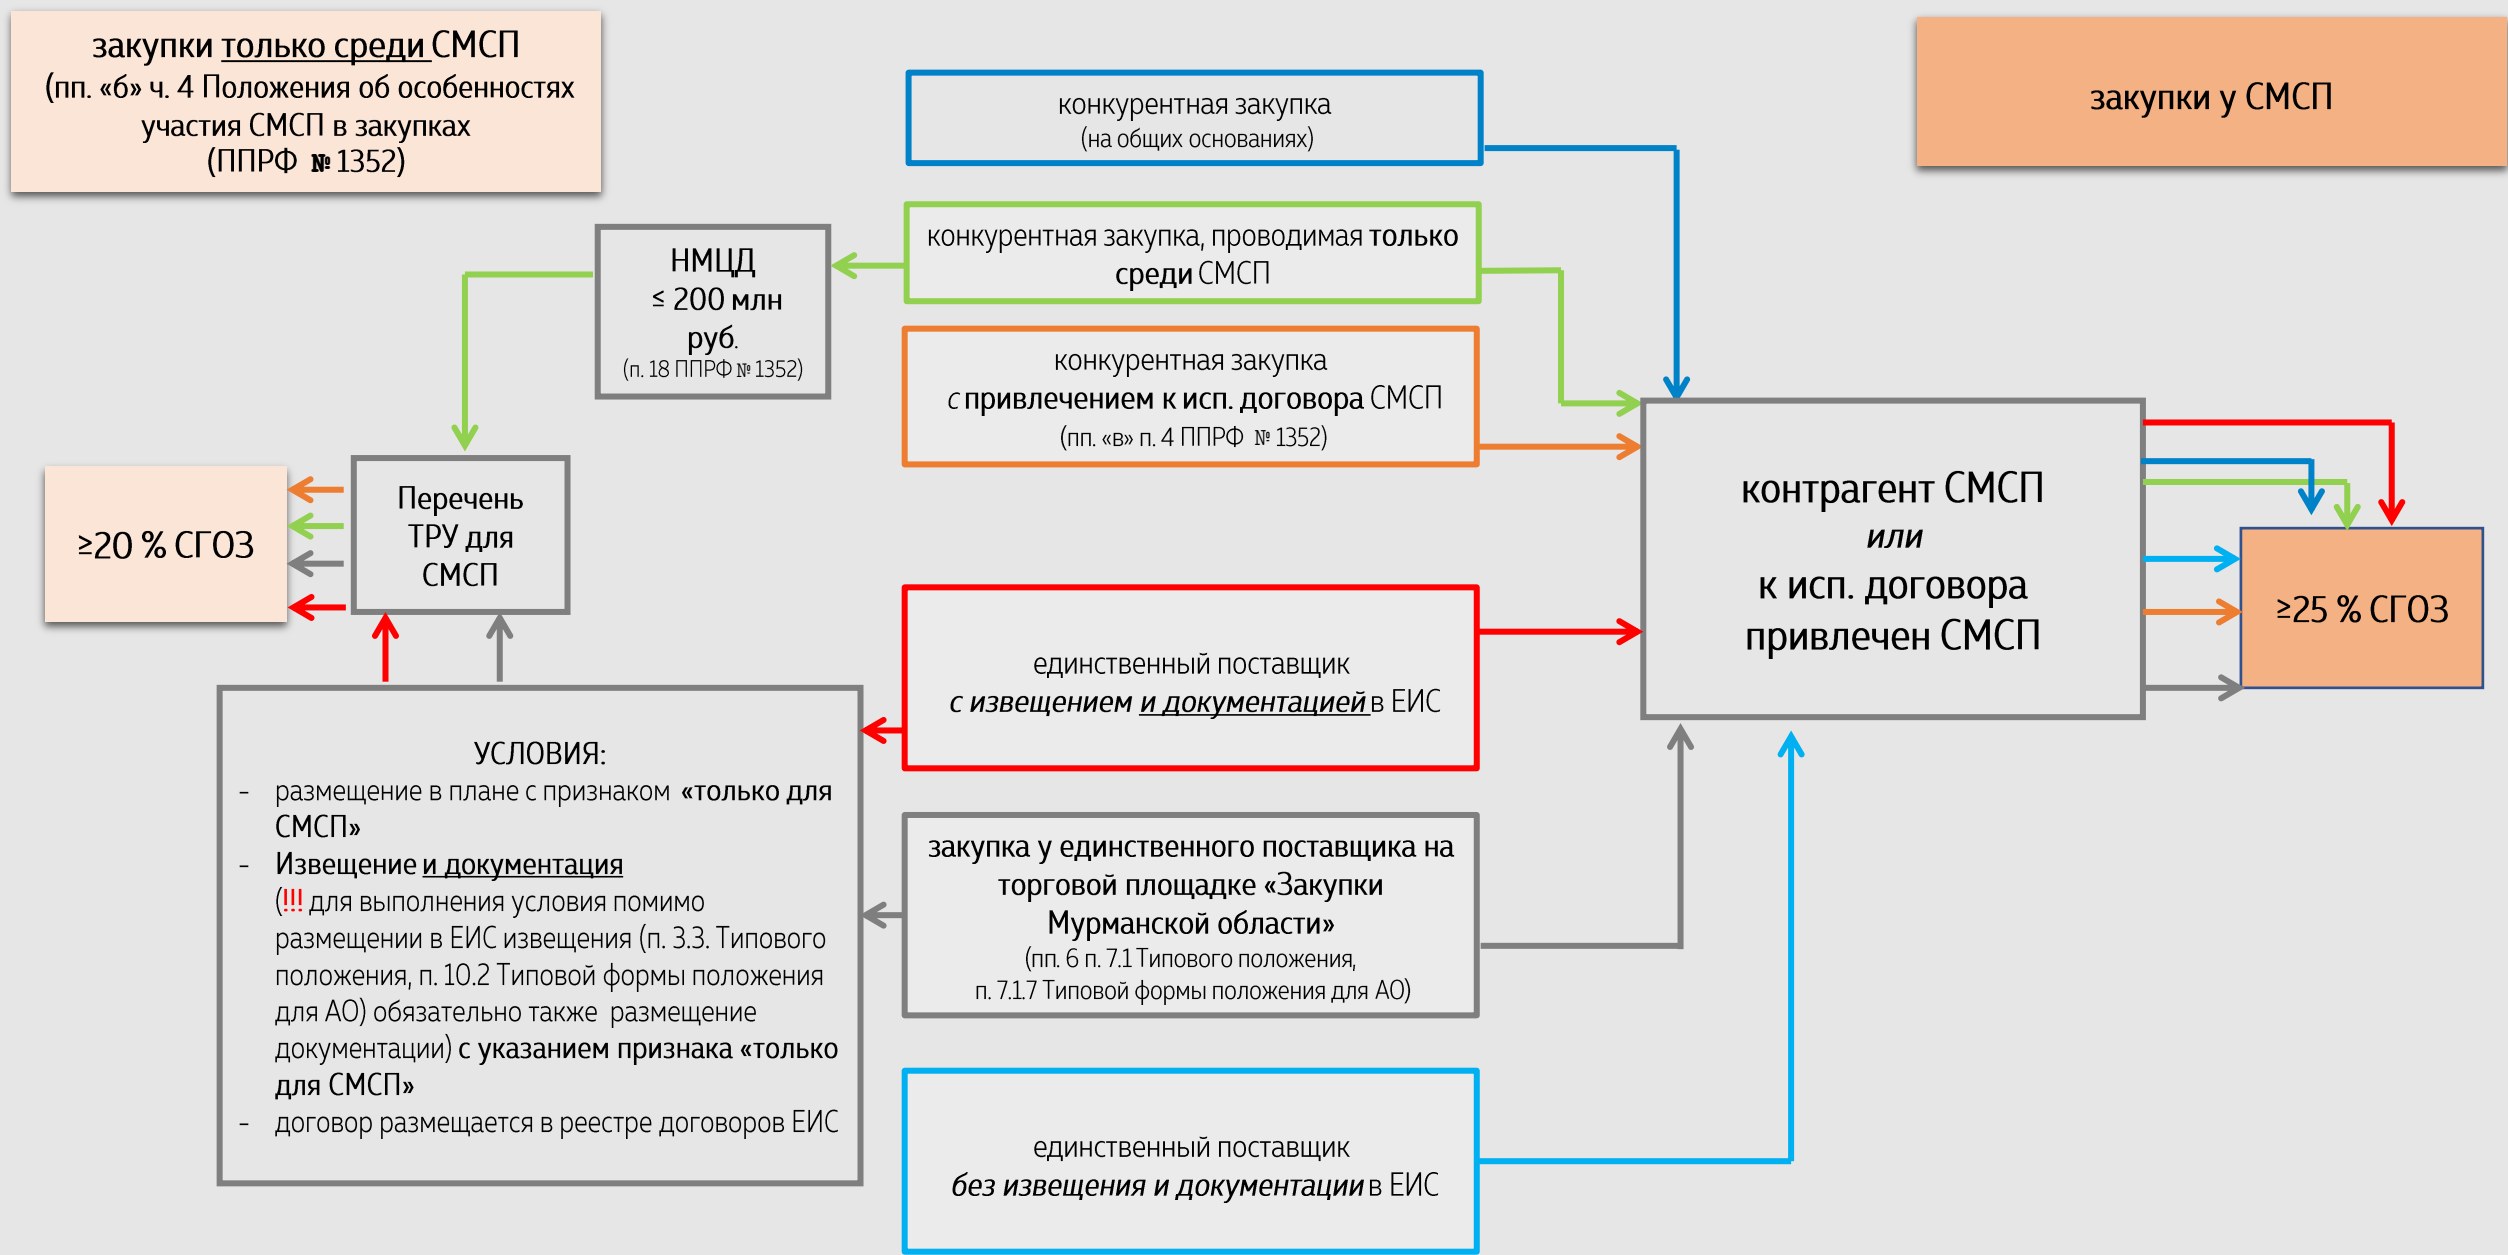 закупки только среди СМСП
(пп. «б» ч. 4 Положения об особенностях
участия СМСП в закупках
(ППРФ № 1352)
закупки у СМСП
конкурентная закупка
(на общих основаниях)
конкурентная закупка, проводимая только
среди СМСП
НМЦД
≤ 200 млн
руб.
(п. 18 ППРФ № 1352)
конкурентная закупка
с привлечением к исп. договора СМСП
(пп. «в» п. 4 ППРФ № 1352)
Перечень
ТРУ для
СМСП
≥20 % СГОЗ
контрагент СМСП
или
к исп. договора
привлечен СМСП
≥25 % СГОЗ
единственный поставщик
с извещением и документацией в ЕИС
УСЛОВИЯ:
- размещение в плане с признаком «только для
СМСП»
- Извещение и документация
(!!! для выполнения условия помимо
размещении в ЕИС извещения (п. 3.3. Типового
положения, п. 10.2 Типовой формы положения
для АО) обязательно также размещение
документации) с указанием признака «только
для СМСП»
- договор размещается в реестре договоров ЕИС
закупка у единственного поставщика на
торговой площадке «Закупки
Мурманской области»
(пп. 6 п. 7.1 Типового положения,
п. 7.1.7 Типовой формы положения для АО)
единственный поставщик
без извещения и документации в ЕИС